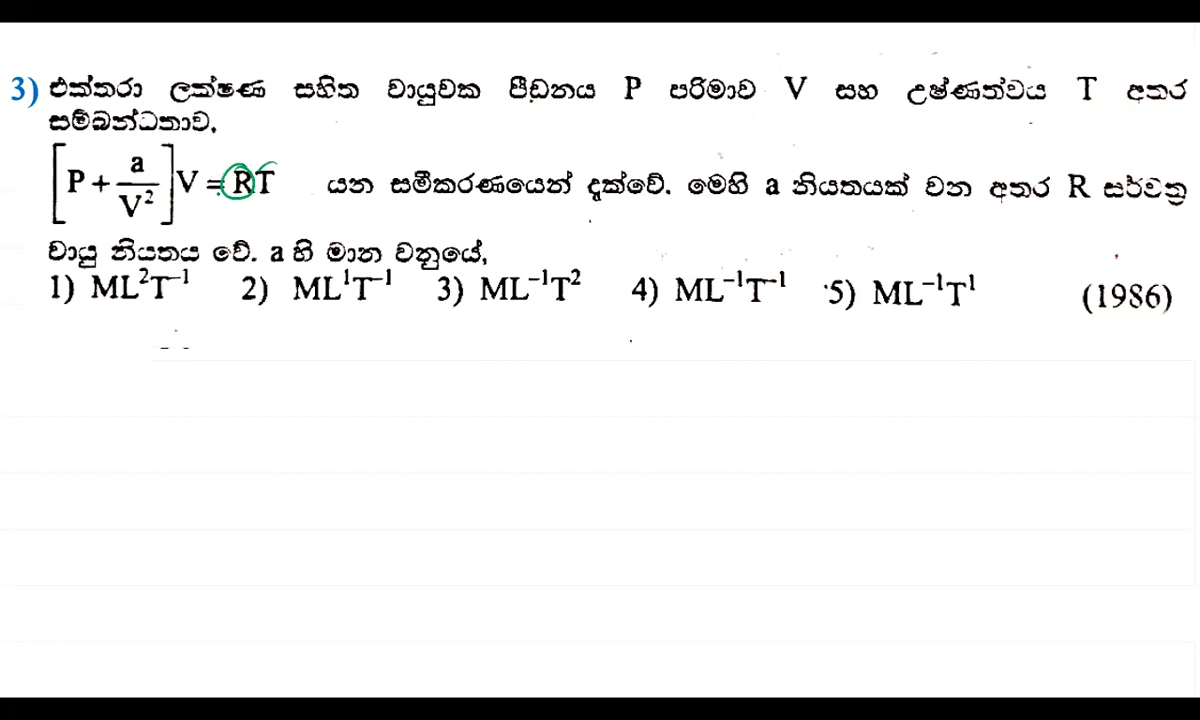 3) එක්තරා ලක්ෂණ සහිත වායුවක පීඩනය P පරිමාව V සහ උෂ්ණත්වය T අතර
සම්බන්ධතාව,
[P + a/V²]V = RT යන සමීකරණයෙන් දැක්වේ. මෙහි a නියතයක් වන අතර R සර්වත්‍ර
වායු නියතය වේ. a හි මාන වනුයේ,
1) ML²T⁻¹ 2) ML¹T⁻¹ 3) ML⁻¹T² 4) ML⁻¹T⁻¹ 5) ML⁻¹T¹ (1986)